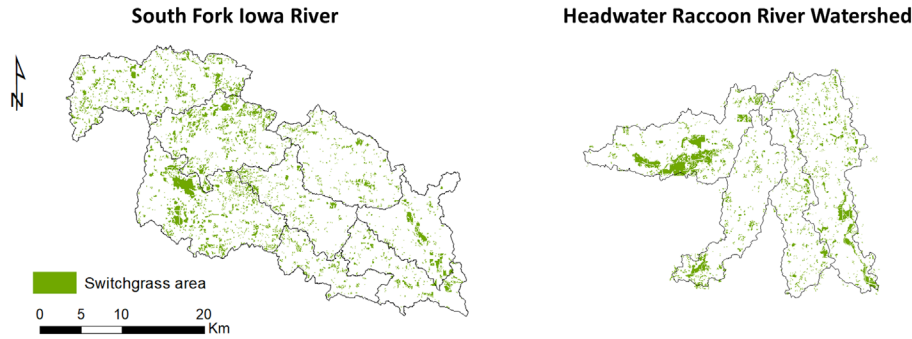 South Fork Iowa River
Headwater Raccoon River Watershed
N
Switchgrass area
0 5 10 20
Km